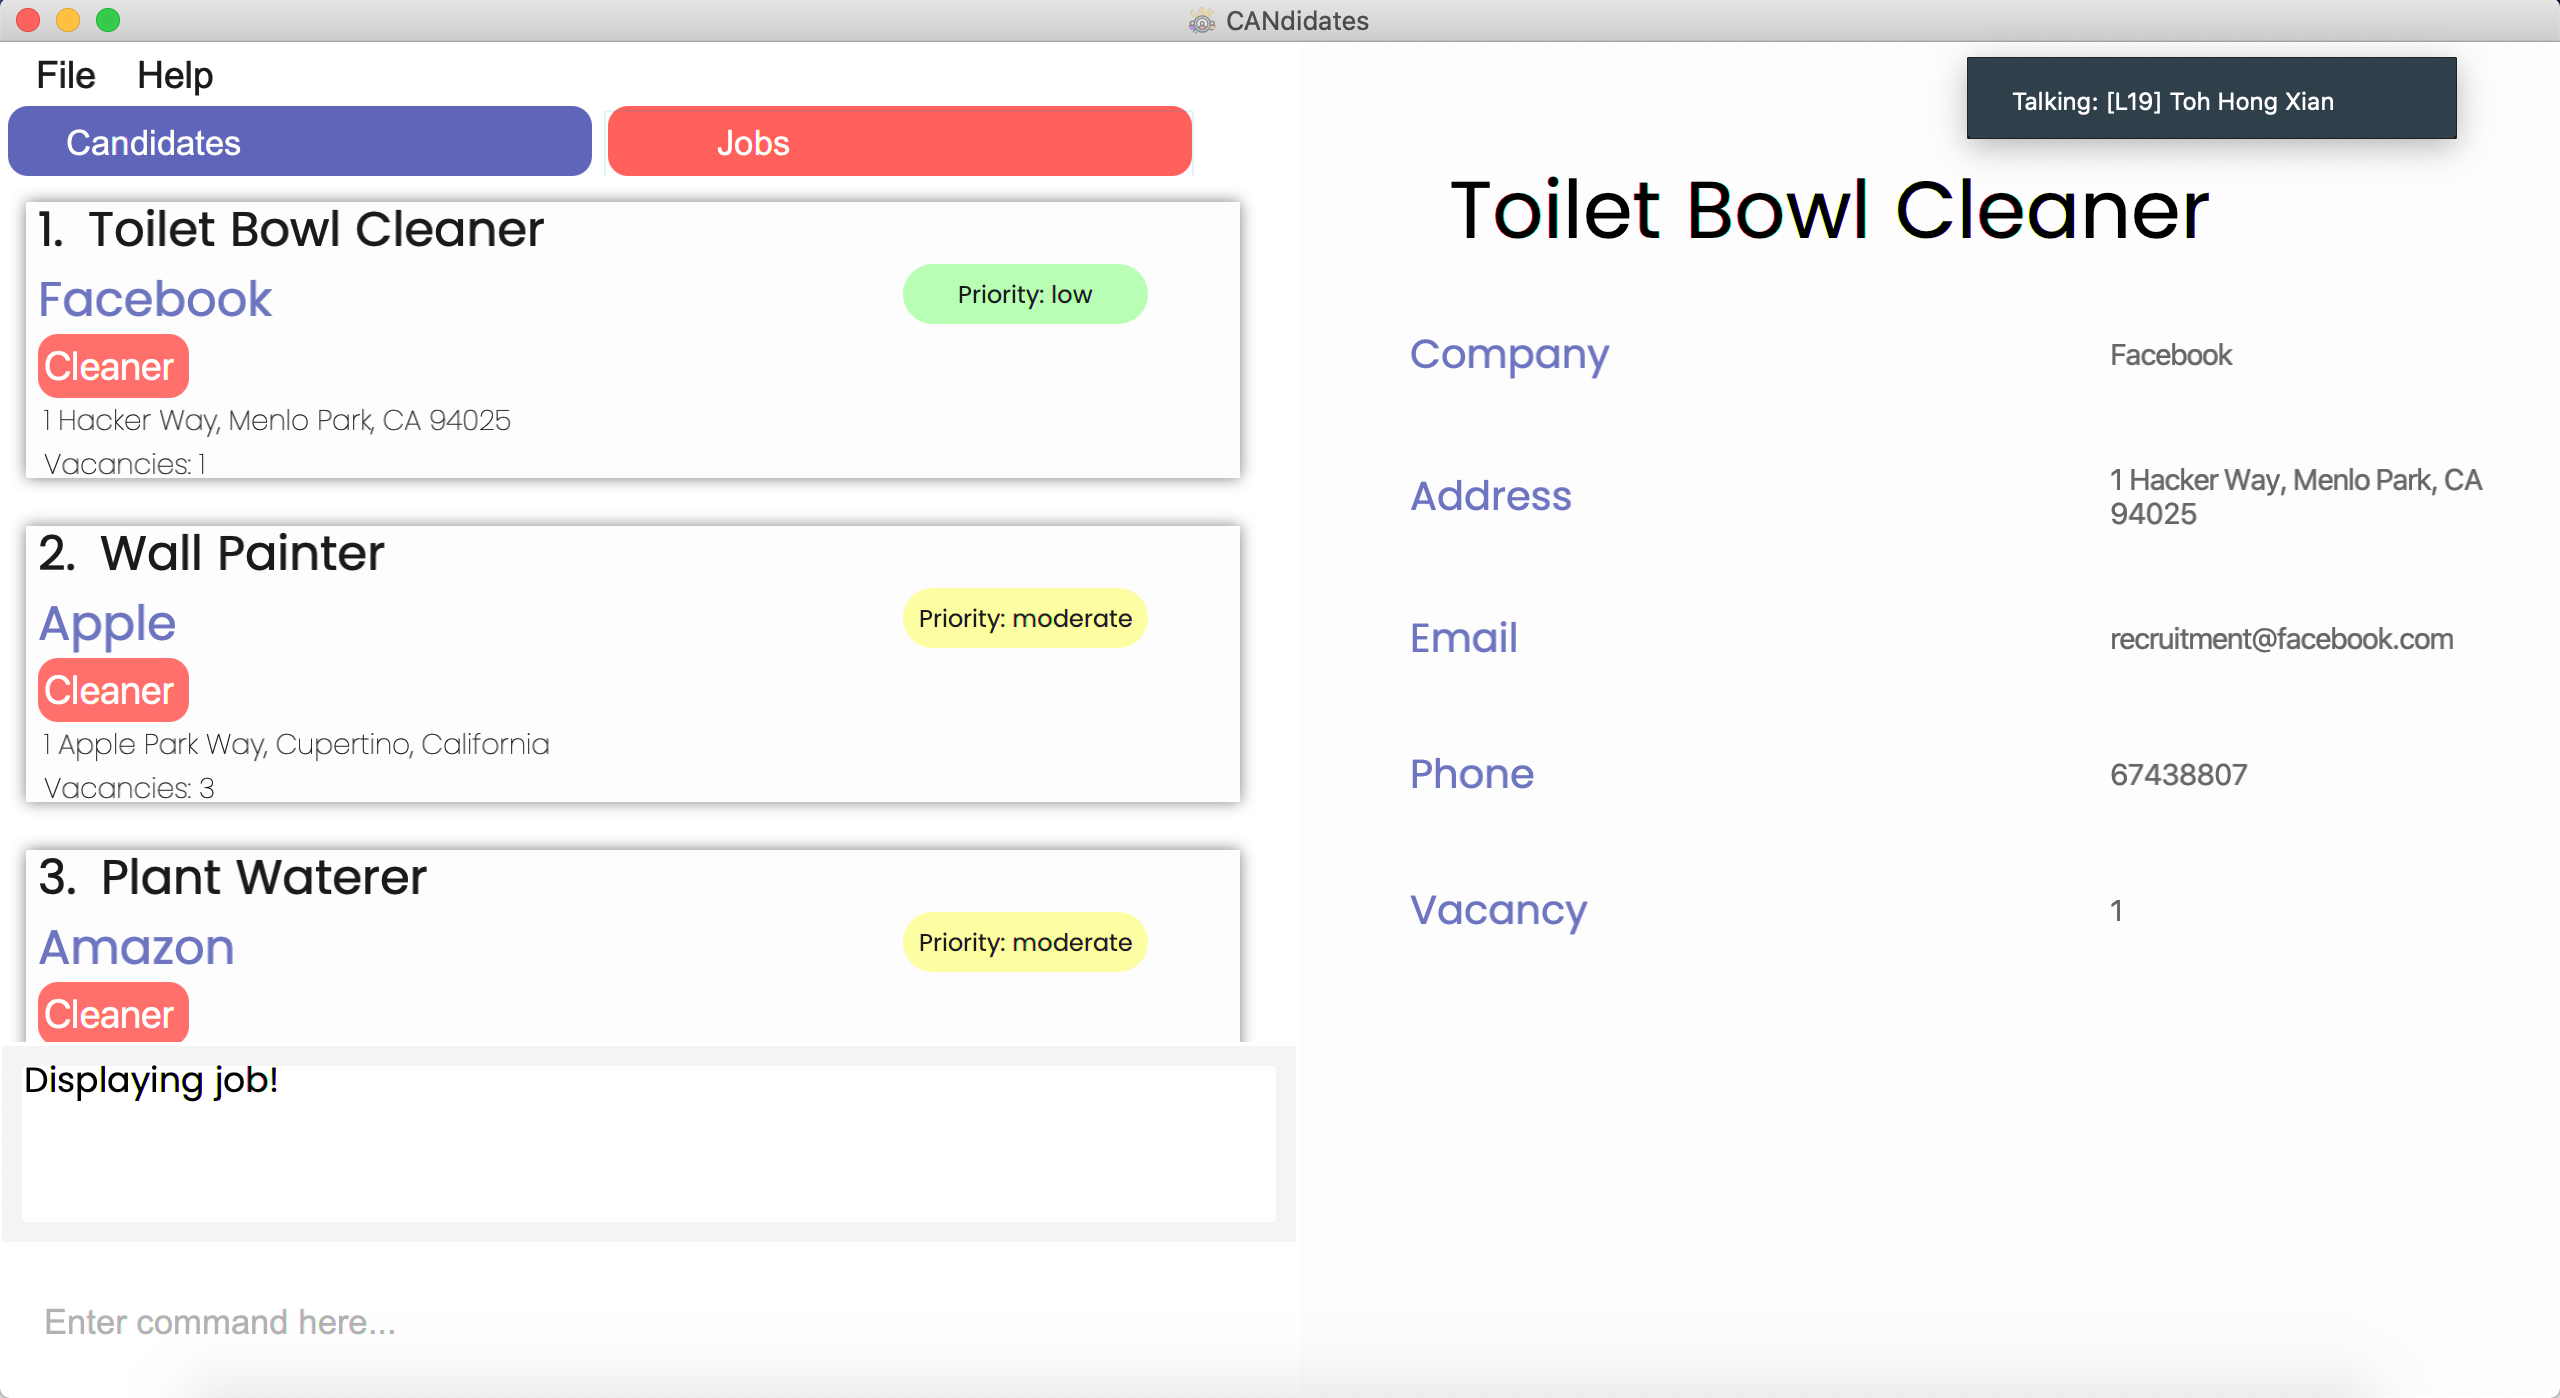 CANdidates
File Help
Talking: [L19] Toh Hong Xian
Candidates
Jobs
1. Toilet Bowl Cleaner
Facebook
Priority: low
Cleaner
1 Hacker Way, Menlo Park, CA 94025
Vacancies: 1
2. Wall Painter
Apple
Priority: moderate
Cleaner
1 Apple Park Way, Cupertino, California
Vacancies: 3
3. Plant Waterer
Amazon
Priority: moderate
Cleaner
Displaying job!
Enter command here...
Toilet Bowl Cleaner
Company
Facebook
Address
1 Hacker Way, Menlo Park, CA
94025
Email
recruitment@facebook.com
Phone
67438807
Vacancy
1